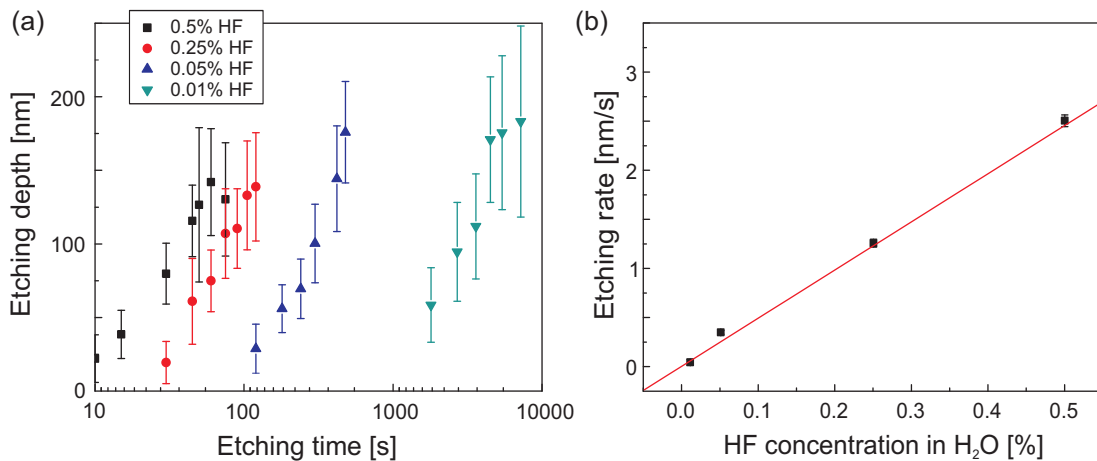 (a)
0.5% HF
0.25% HF
0.05% HF
0.01% HF
Etching depth [nm]
200
100
0
10
100
1000
10000
Etching time [s]
(b)
Etching rate [nm/s]
3
2
1
0
0.0
0.1
0.2
0.3
0.4
0.5
HF concentration in H₂O [%]